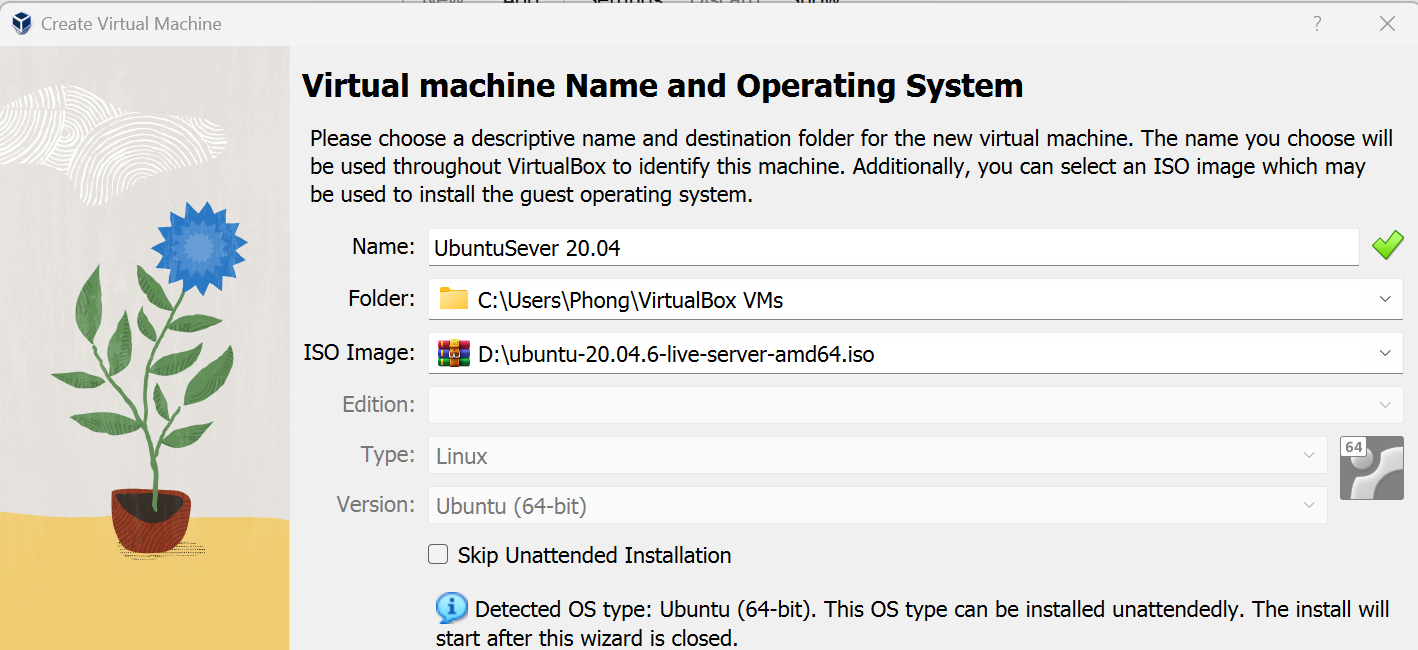 Create Virtual Machine
?
Virtual machine Name and Operating System
Please choose a descriptive name and destination folder for the new virtual machine. The name you choose will
be used throughout VirtualBox to identify this machine. Additionally, you can select an ISO image which may
be used to install the guest operating system.
Name: UbuntuSever 20.04
Folder: C:\Users\Phong\VirtualBox VMs
ISO Image: D:\ubuntu-20.04.6-live-server-amd64.iso
Edition:
Type: Linux
64
Version: Ubuntu (64-bit)
Skip Unattended Installation
Detected OS type: Ubuntu (64-bit). This OS type can be installed unattendedly. The install will
start after this wizard is closed.